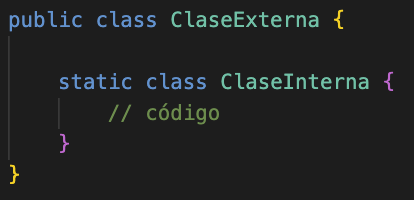 public class ClaseExterna {
static class ClaseInterna {
// código
}
}